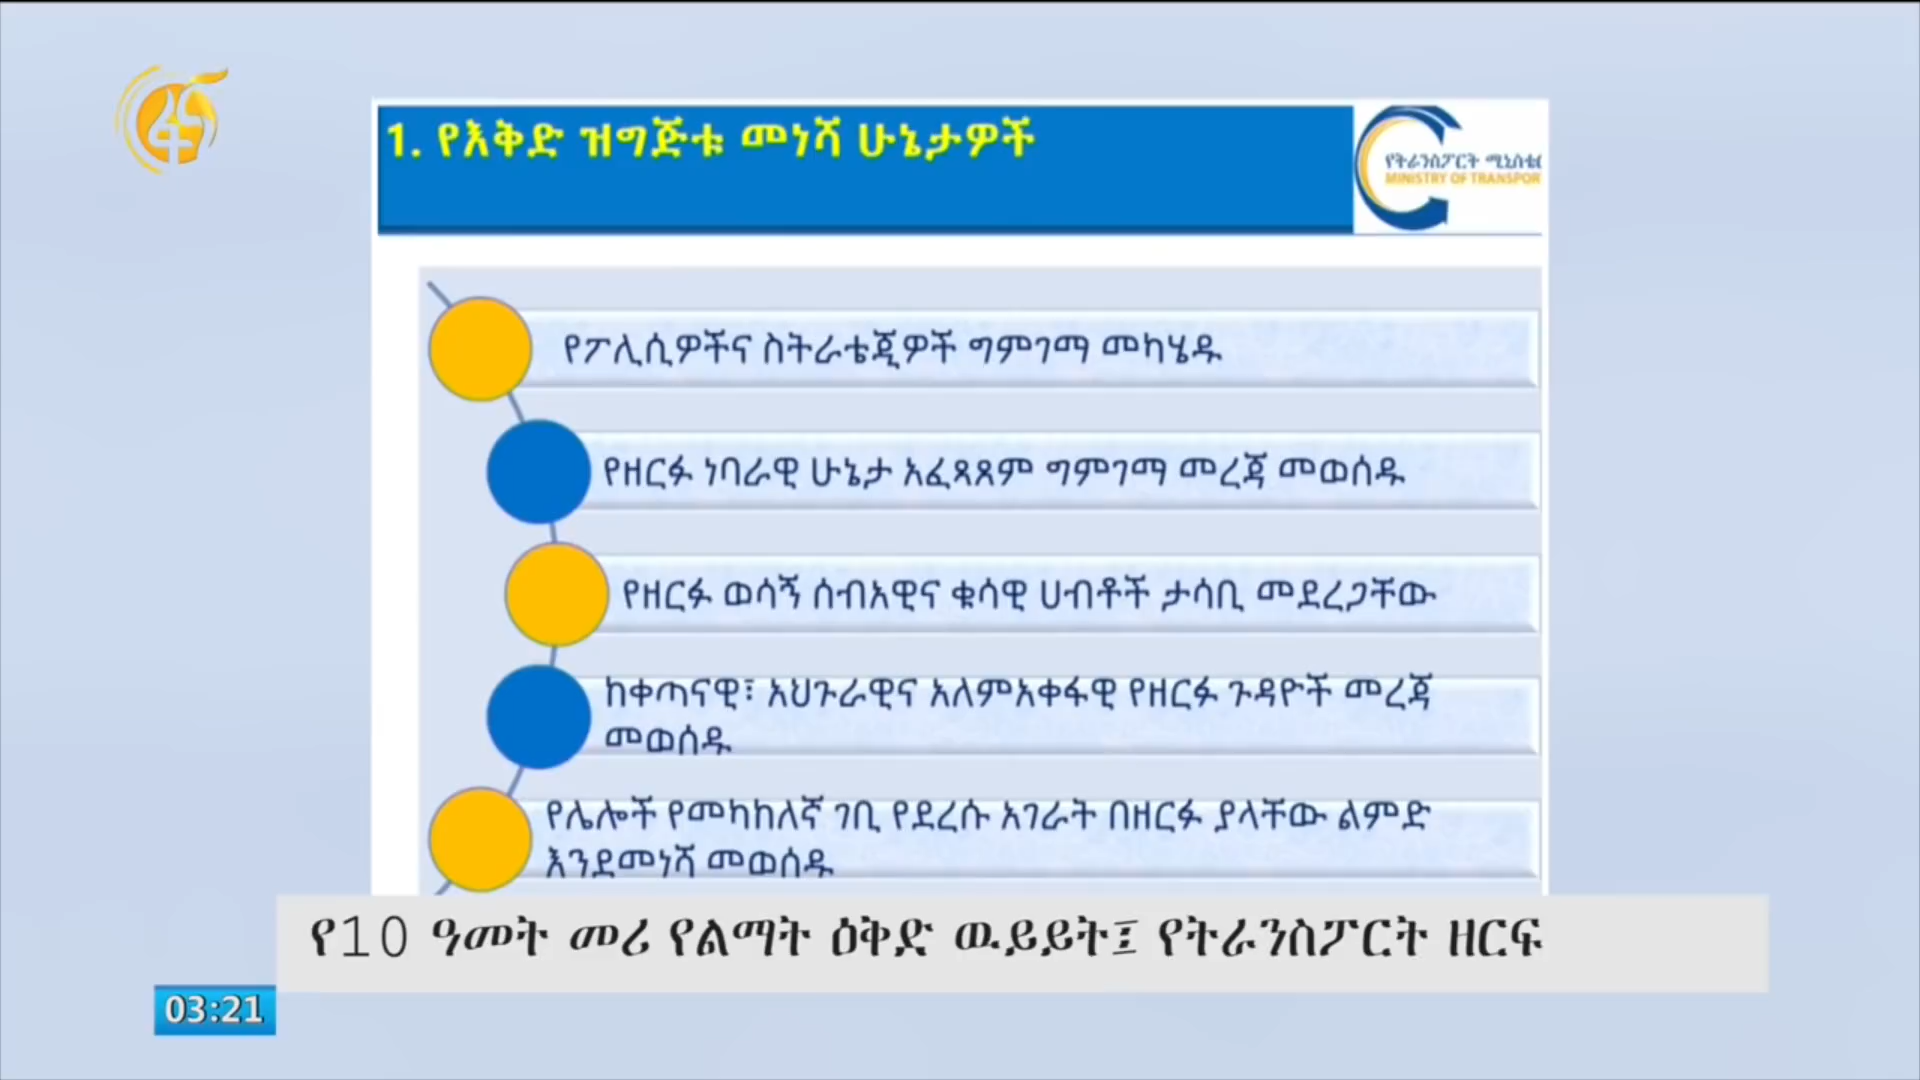 1. የእቅድ ዝግጅቱ መነሻ ሁኔታዎች
የትራንስፖርት ሚኒስቴር
MINISTRY OF TRANSPOR
የፖሊሲዎችና ስትራቴጂዎች ግምገማ መካሄዱ
የዘርፉ ነባራዊ ሁኔታ አፈጻጸም ግምገማ መረጃ መወሰዱ
የዘርፉ ወሳኝ ሰብአዊና ቁሳዊ ሀብቶች ታሳቢ መደረጋቸው
ከቀጣናዊ፣ አህጉራዊና አለምአቀፋዊ የዘርፉ ጉዳዮች መረጃ
መወሰዱ
የሌሎች የመካከለኛ ገቢ የደረሱ አገራት በዘርፉ ያላቸው ልምድ
እንደመነሻ መወሰዱ
የ10 ዓመት መሪ የልማት ዕቅድ ዉይይት፤ የትራንስፖርት ዘርፍ
03:21